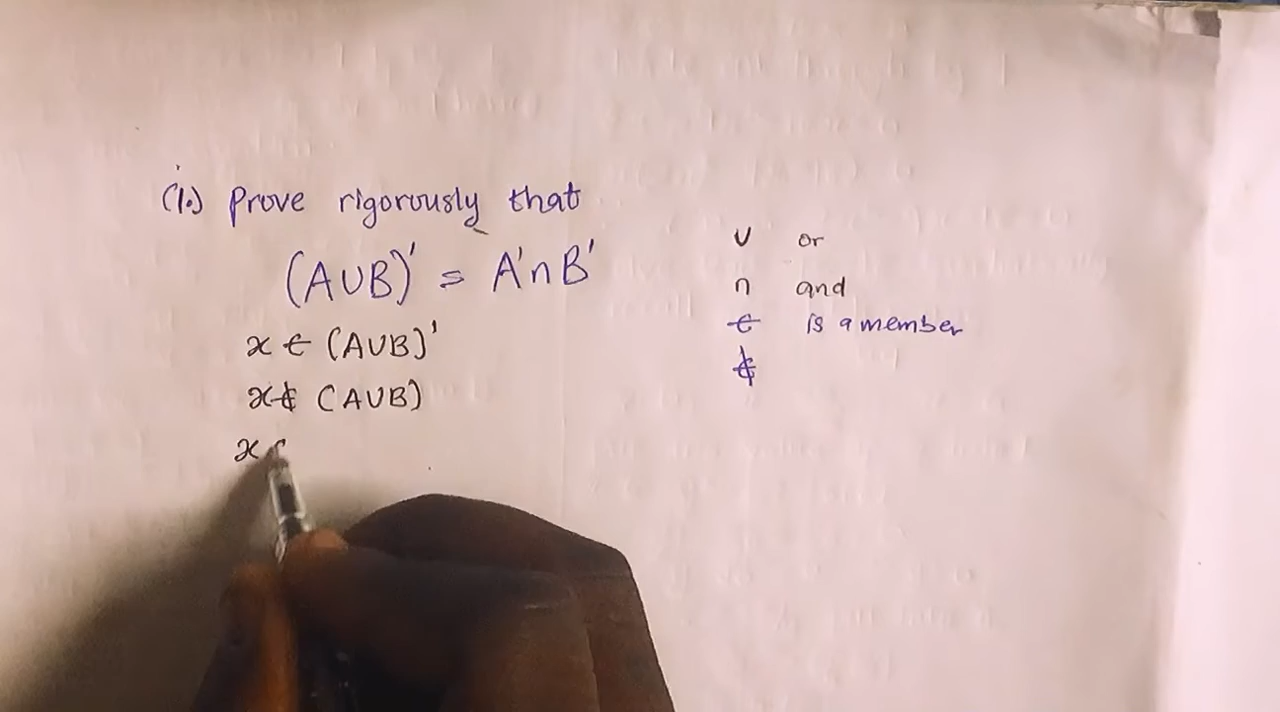 (1.) Prove rigorously that
(A∪B)' = A'∩B'
x ∈ (A∪B)'
x ∉ (A∪B)
x
∪ or
∩ and
∈ is a member
∉